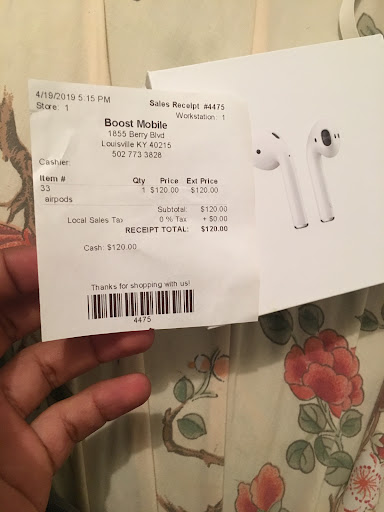 4/19/2019 5:15 PM Sales Receipt #4475
Store: 1 Workstation: 1
Boost Mobile
1855 Berry Blvd
Louisville KY 40215
502 773 3828
Cashier:
Item # Qty Price Ext Price
33 1 $120.00 $120.00
airpods
Subtotal: $120.00
Local Sales Tax 0 % Tax + $0.00
RECEIPT TOTAL: $120.00
Cash: $120.00
Thanks for shopping with us!
4475